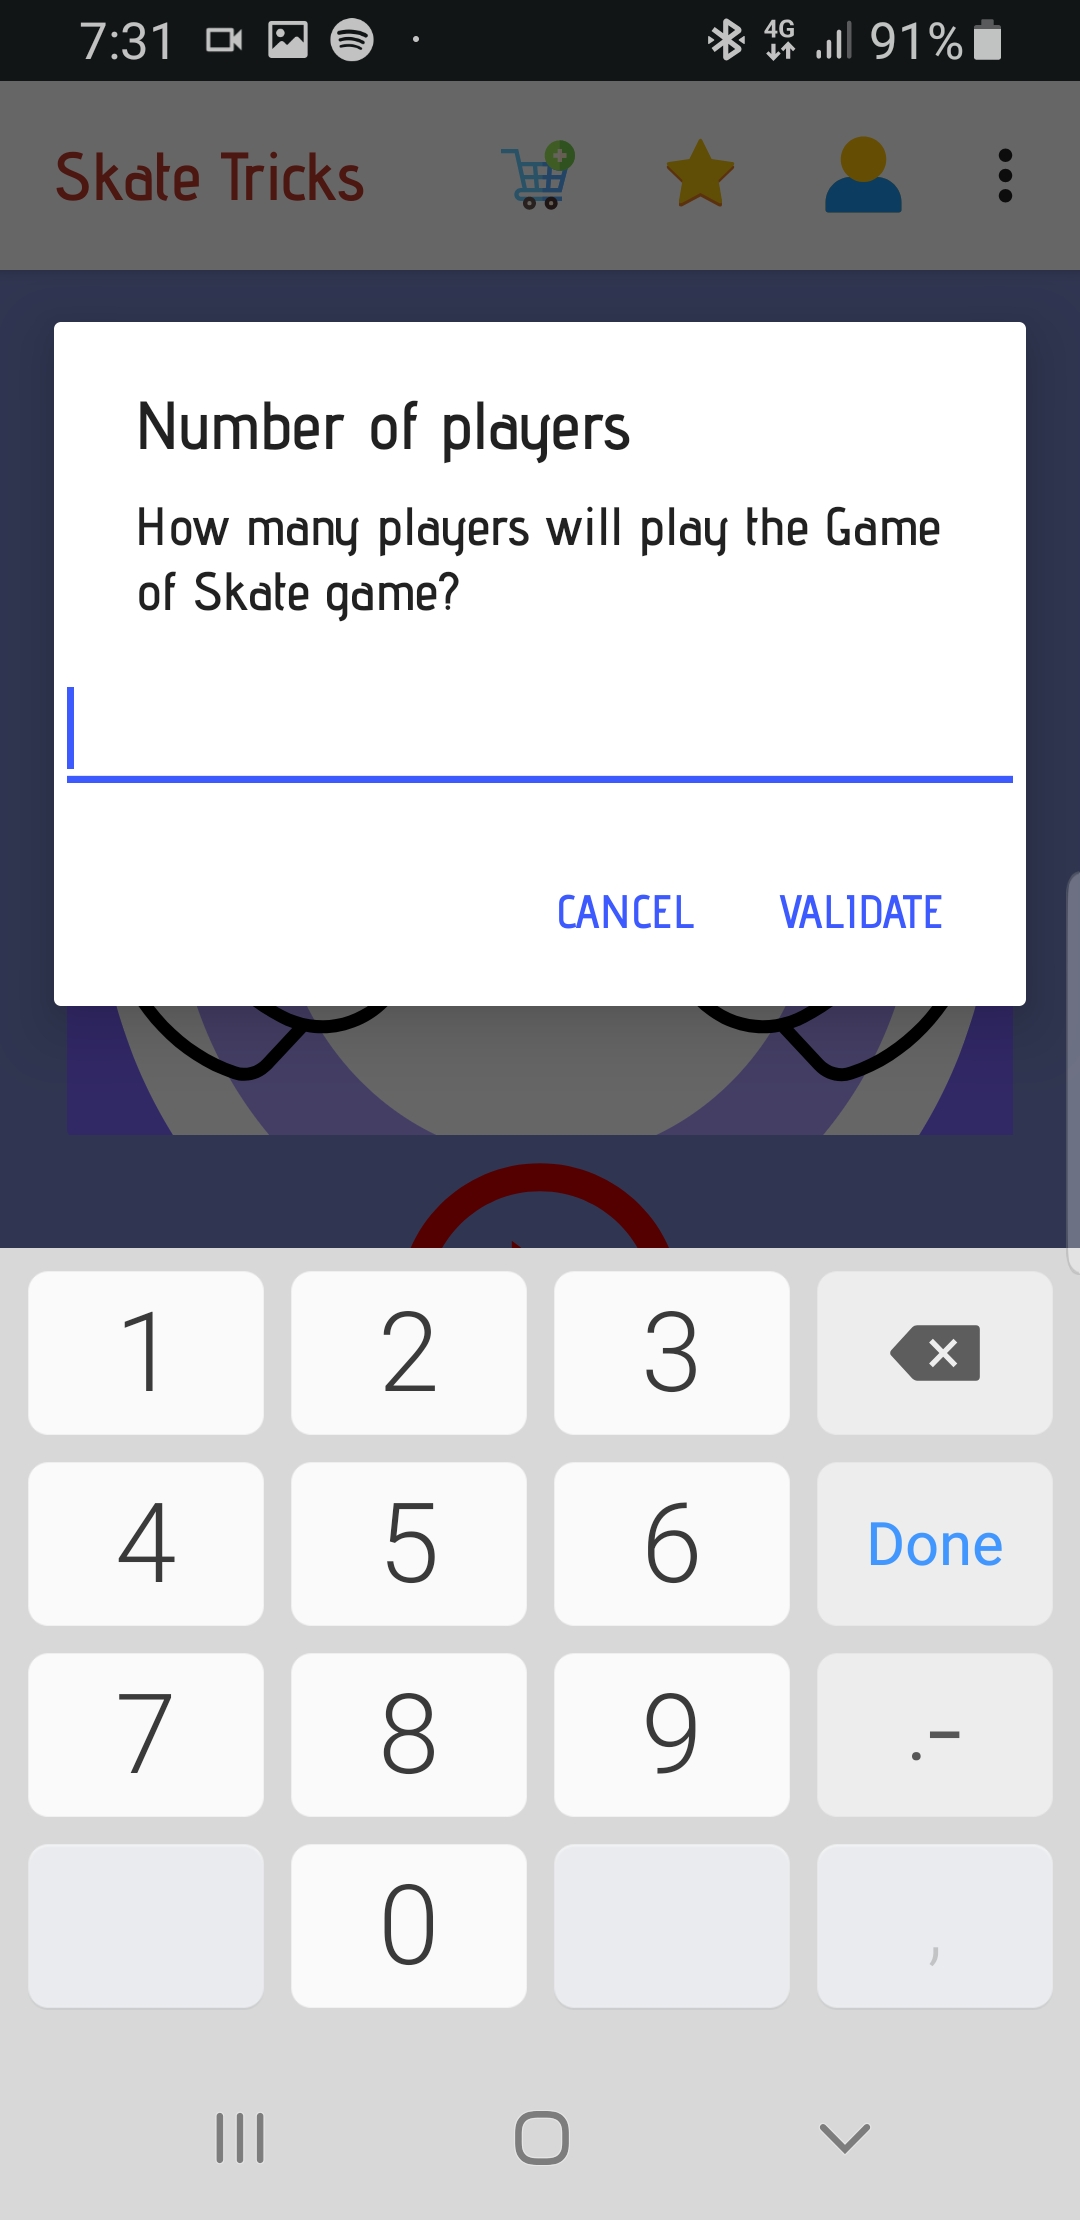 7:31 4G 91%
Skate Tricks
Number of players
How many players will play the Game
of Skate game?
CANCEL VALIDATE
1 2 3
4 5 6 Done
7 8 9 .-
0 ,